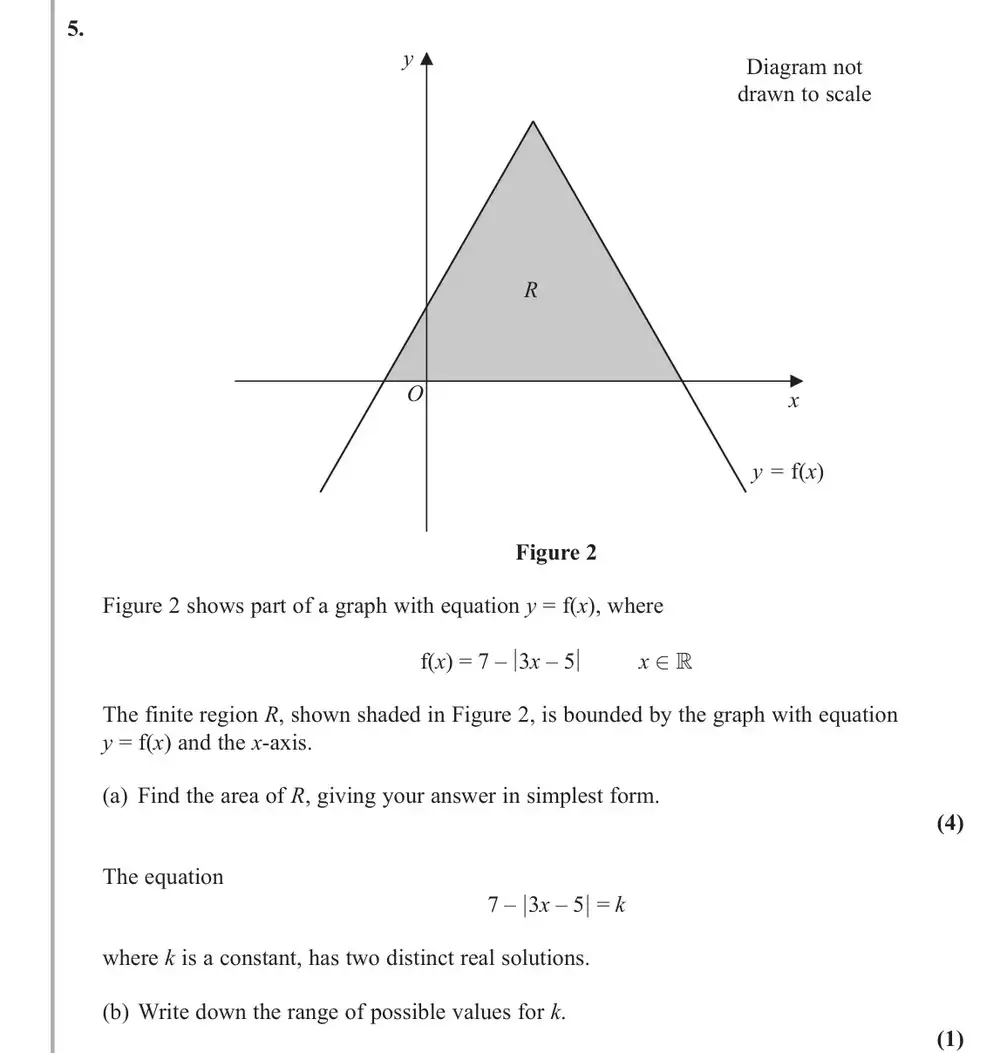 5.
y
Diagram not
drawn to scale
R
O
x
y = f(x)
Figure 2
Figure 2 shows part of a graph with equation y = f(x), where
f(x) = 7 – |3x – 5| x ∈ ℝ
The finite region R, shown shaded in Figure 2, is bounded by the graph with equation
y = f(x) and the x-axis.
(a) Find the area of R, giving your answer in simplest form.
(4)
The equation
7 – |3x – 5| = k
where k is a constant, has two distinct real solutions.
(b) Write down the range of possible values for k.
(1)